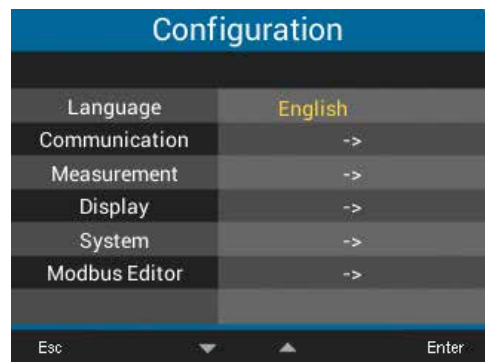 Configuration
Language English
Communication ->
Measurement ->
Display ->
System ->
Modbus Editor ->
Esc Enter